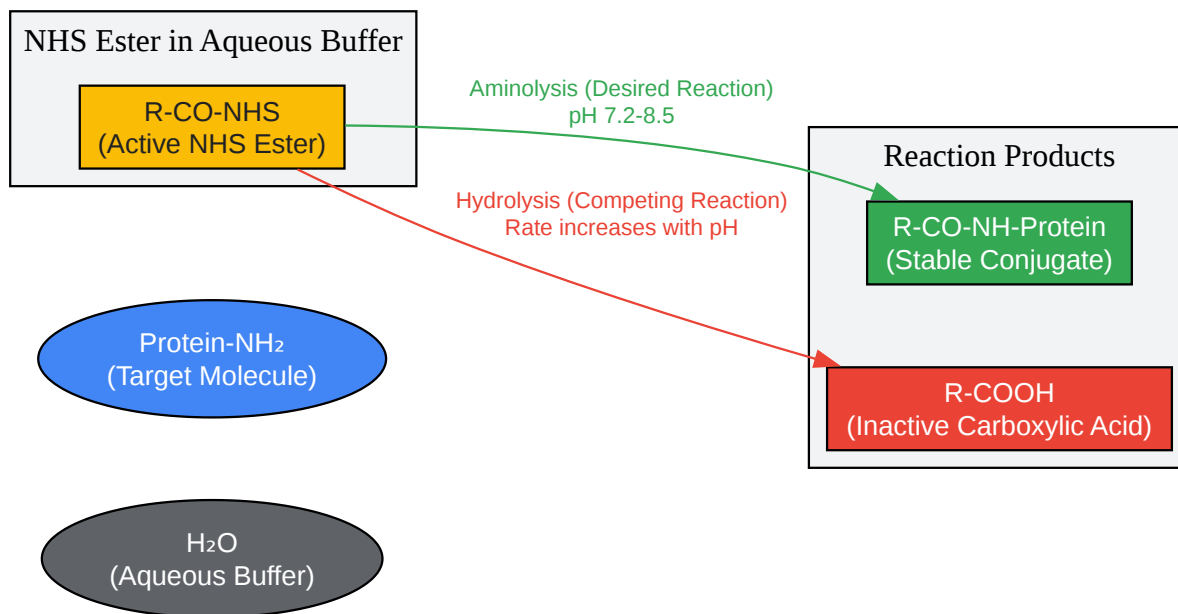 NHS Ester in Aqueous Buffer
R-CO-NHS
(Active NHS Ester)
Aminolysis (Desired Reaction)
pH 7.2-8.5
Hydrolysis (Competing Reaction)
Rate increases with pH
Reaction Products
R-CO-NH-Protein
(Stable Conjugate)
R-COOH
(Inactive Carboxylic Acid)
Protein-NH₂
(Target Molecule)
H₂O
(Aqueous Buffer)